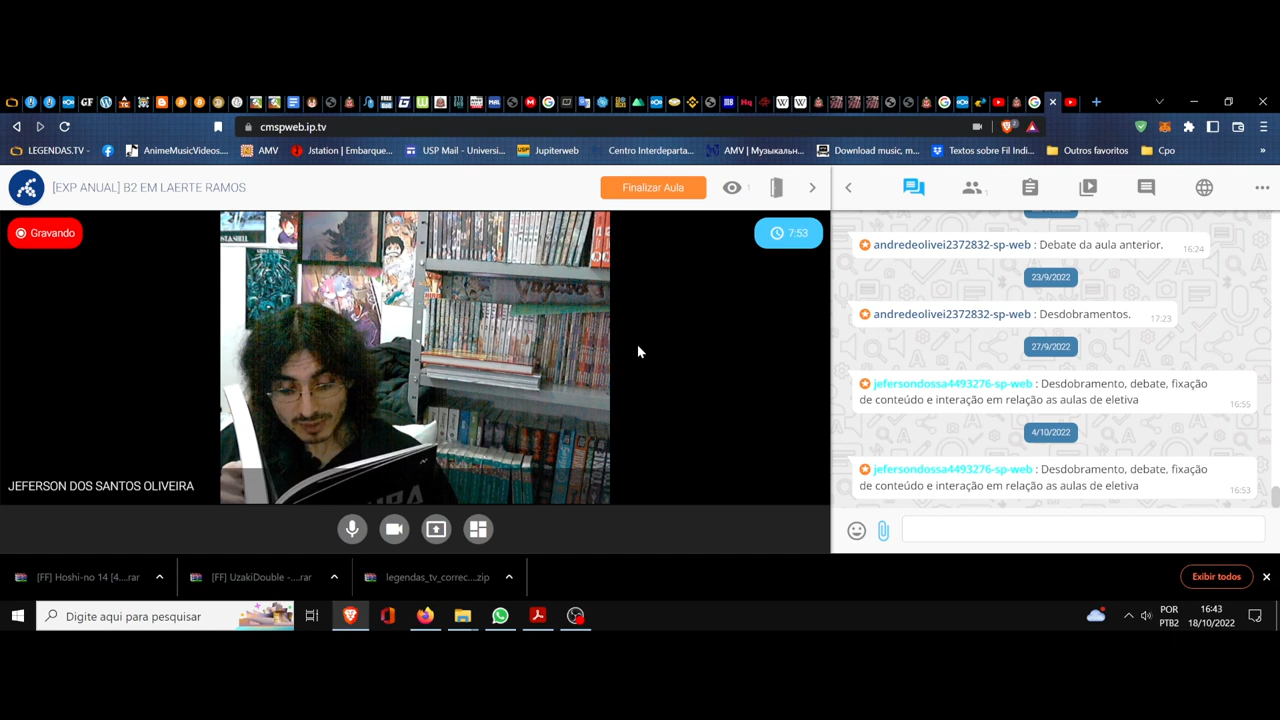 cmspweb.ip.tv
2
LEGENDAS.TV -
AnimeMusicVideos...
AMV
Jstation | Embarque...
USP Mail - Universi...
USP
Jupiterweb
Centro Interdeparta...
AMV | Музыкальн...
Download music, m...
Textos sobre Fil Indi...
Outros favoritos
Cpo
»
[EXP ANUAL] B2 EM LAERTE RAMOS
Finalizar Aula
1
1
Gravando
7:53
andredeolivei2372832-sp-web : Debate da aula anterior.
16:24
23/9/2022
andredeolivei2372832-sp-web : Desdobramentos.
17:23
27/9/2022
jefersondossa4493276-sp-web : Desdobramento, debate, fixação
de conteúdo e interação em relação as aulas de eletiva
16:55
4/10/2022
jefersondossa4493276-sp-web : Desdobramento, debate, fixação
de conteúdo e interação em relação as aulas de eletiva
16:53
JEFERSON DOS SANTOS OLIVEIRA
[FF] Hoshi-no 14 [4....rar
[FF] UzakiDouble -....rar
legendas_tv_correc....zip
Exibir todos
Digite aqui para pesquisar
POR
PTB2
16:43
18/10/2022